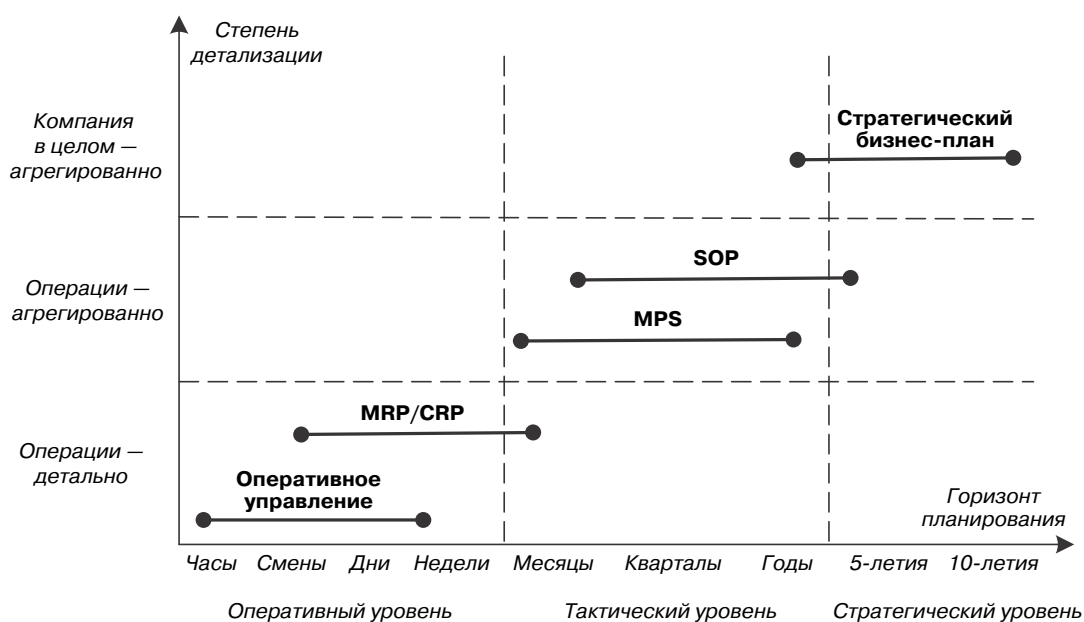 Степень
детализации
Компания
в целом —
агрегированно
Стратегический
бизнес-план
SOP
Операции —
агрегированно
MPS
MRP/CRP
Операции —
детально
Оперативное
управление
Горизонт
планирования
Часы Смены Дни Недели Месяцы Кварталы Годы 5-летия 10-летия
Оперативный уровень Тактический уровень Стратегический уровень